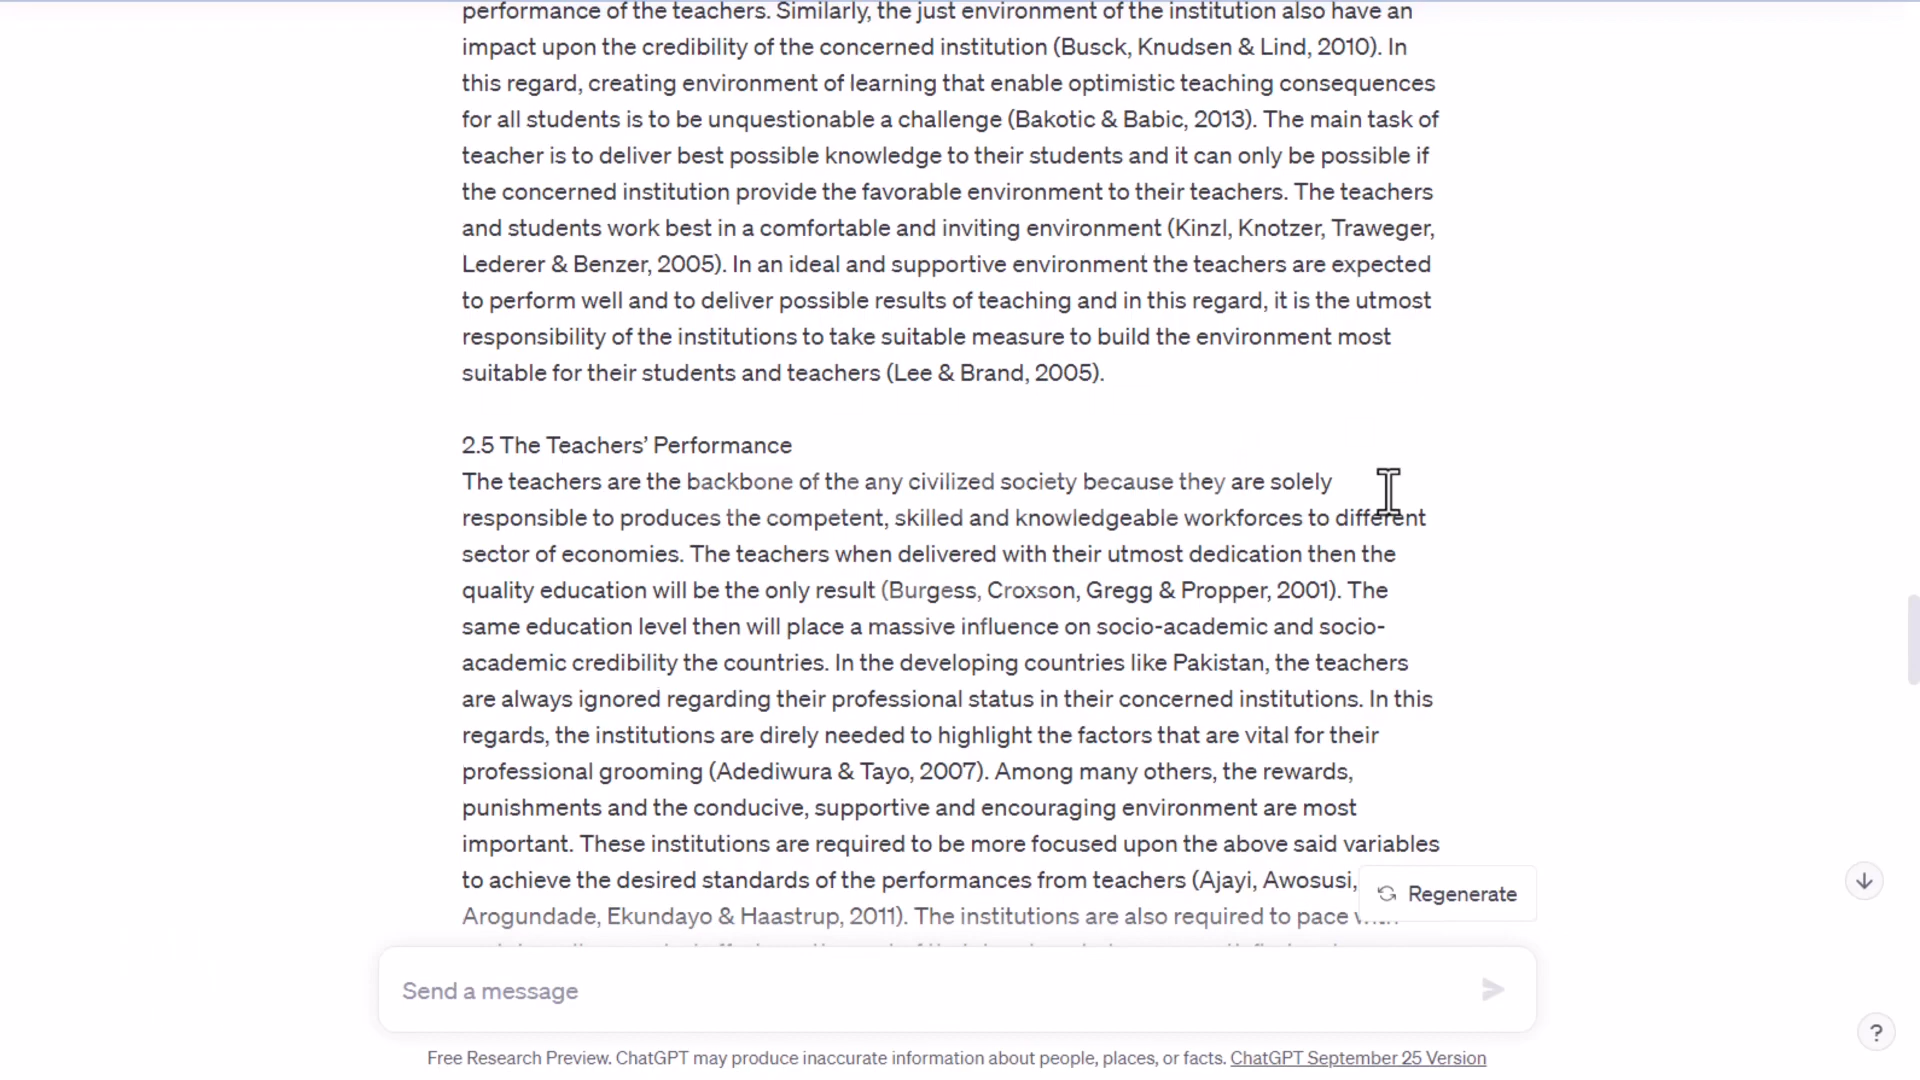 performance of the teachers. Similarly, the just environment of the institution also have an
impact upon the credibility of the concerned institution (Busck, Knudsen & Lind, 2010). In
this regard, creating environment of learning that enable optimistic teaching consequences
for all students is to be unquestionable a challenge (Bakotic & Babic, 2013). The main task of
teacher is to deliver best possible knowledge to their students and it can only be possible if
the concerned institution provide the favorable environment to their teachers. The teachers
and students work best in a comfortable and inviting environment (Kinzl, Knotzer, Traweger,
Lederer & Benzer, 2005). In an ideal and supportive environment the teachers are expected
to perform well and to deliver possible results of teaching and in this regard, it is the utmost
responsibility of the institutions to take suitable measure to build the environment most
suitable for their students and teachers (Lee & Brand, 2005).
2.5 The Teachers’ Performance
The teachers are the backbone of the any civilized society because they are solely
responsible to produces the competent, skilled and knowledgeable workforces to different
sector of economies. The teachers when delivered with their utmost dedication then the
quality education will be the only result (Burgess, Croxson, Gregg & Propper, 2001). The
same education level then will place a massive influence on socio-academic and socio-
academic credibility the countries. In the developing countries like Pakistan, the teachers
are always ignored regarding their professional status in their concerned institutions. In this
regards, the institutions are direly needed to highlight the factors that are vital for their
professional grooming (Adediwura & Tayo, 2007). Among many others, the rewards,
punishments and the conducive, supportive and encouraging environment are most
important. These institutions are required to be more focused upon the above said variables
to achieve the desired standards of the performances from teachers (Ajayi, Awosusi,
Arogundade, Ekundayo & Haastrup, 2011). The institutions are also required to pace
Regenerate
Send a message
Free Research Preview. ChatGPT may produce inaccurate information about people, places, or facts. ChatGPT September 25 Version
?